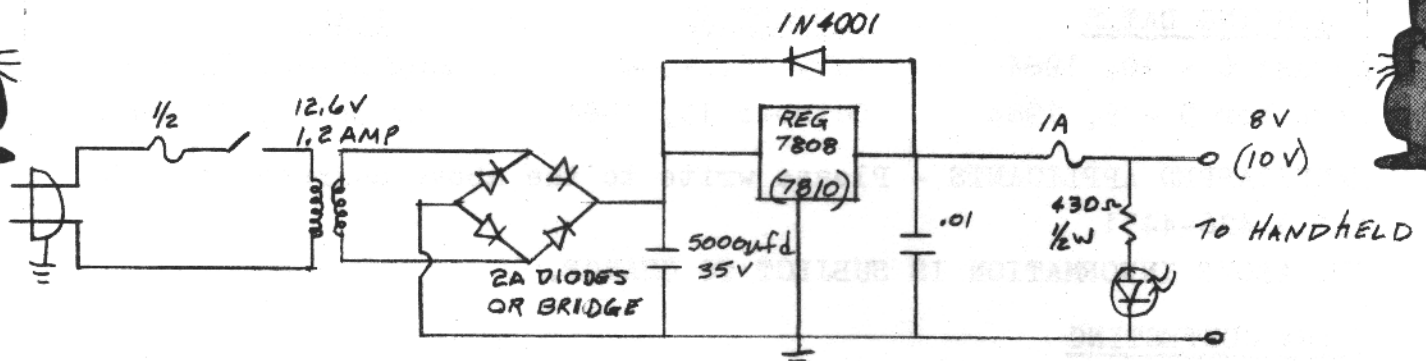 1N4001
1/2
12.6V
1.2 AMP
REG
7808
(7810)
1A
8V
(10V)
430Ω
1/2W
TO HANDHELD
.01
5000µfd
35V
2A DIODES
OR BRIDGE